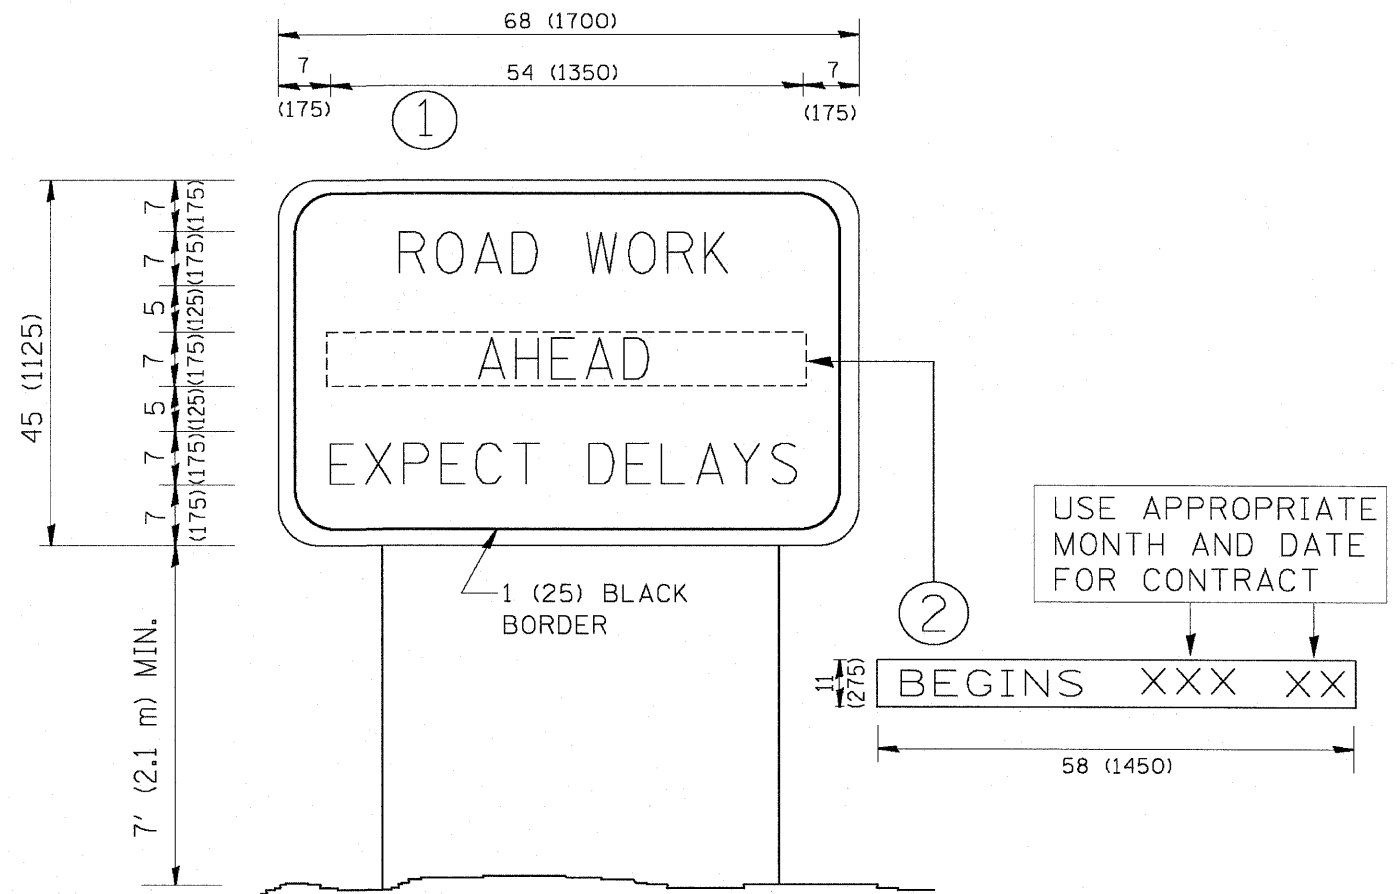 68 (1700)
7
54 (1350)
7
(175)
(175)
1
45 (1125)
7 (175)
7 (175)
5 (125)
7 (175)
5 (125)
7 (175)
7 (175)
ROAD WORK
AHEAD
EXPECT DELAYS
1 (25) BLACK
BORDER
7' (2.1 m) MIN.
USE APPROPRIATE
MONTH AND DATE
FOR CONTRACT
2
11
(275)
BEGINS XXX XX
58 (1450)